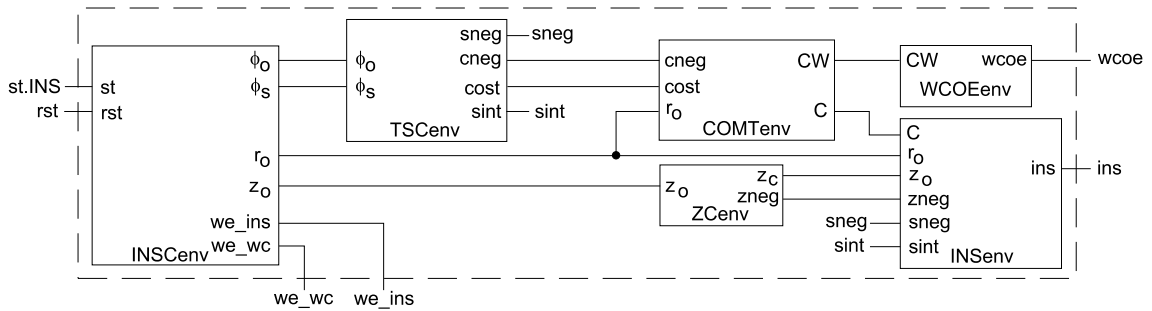 st.INS
rst
st
rst
ϕo
ϕs
ro
zo
we_ins
we_wc
INSCenv
we_wc
we_ins
ϕo
ϕs
sneg
cneg
cost
sint
TSCenv
sneg
sint
cneg
cost
ro
CW
C
COMTenv
zo
zc
zneg
ZCenv
CW
wcoe
WCOEenv
wcoe
sneg
sint
C
ro
zo
zneg
sneg
sint
ins
INSenv
ins